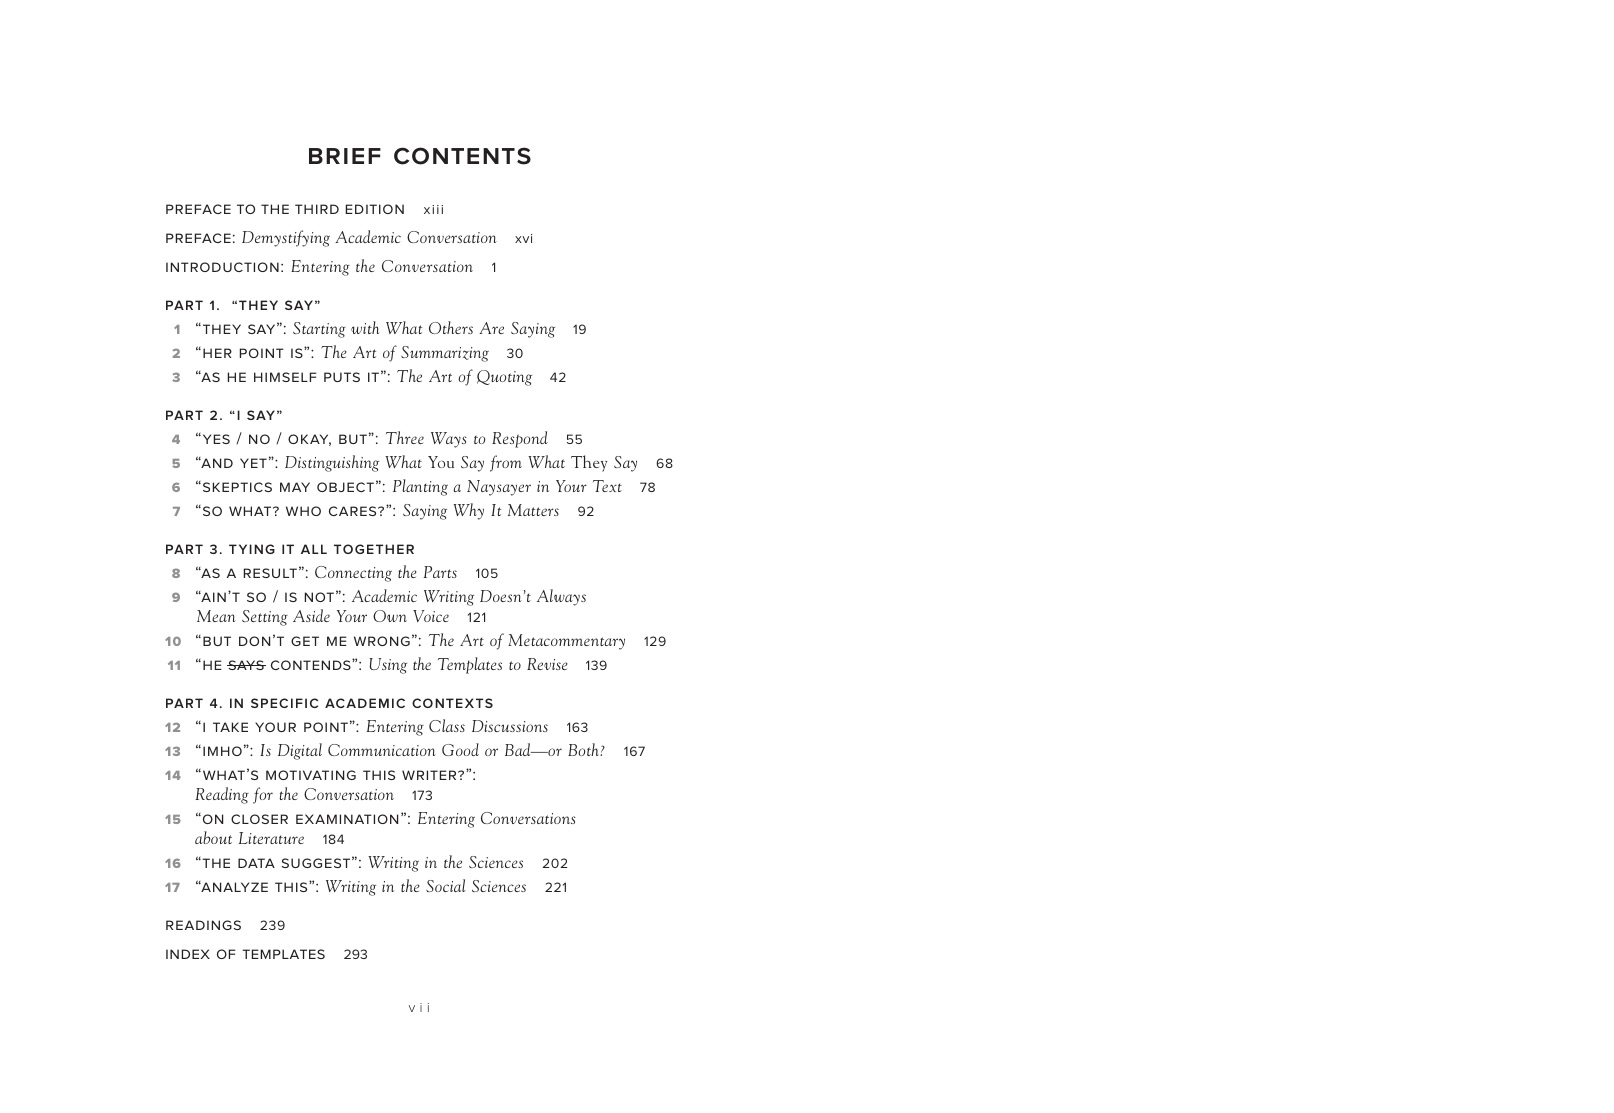 BRIEF CONTENTS
PREFACE TO THE THIRD EDITION xiii
PREFACE: Demystifying Academic Conversation xvi
INTRODUCTION: Entering the Conversation 1
PART 1. “THEY SAY”
1 “THEY SAY”: Starting with What Others Are Saying 19
2 “HER POINT IS”: The Art of Summarizing 30
3 “AS HE HIMSELF PUTS IT”: The Art of Quoting 42
PART 2. “I SAY”
4 “YES / NO / OKAY, BUT”: Three Ways to Respond 55
5 “AND YET”: Distinguishing What You Say from What They Say 68
6 “SKEPTICS MAY OBJECT”: Planting a Naysayer in Your Text 78
7 “SO WHAT? WHO CARES?”: Saying Why It Matters 92
PART 3. TYING IT ALL TOGETHER
8 “AS A RESULT”: Connecting the Parts 105
9 “AIN’T SO / IS NOT”: Academic Writing Doesn’t Always
Mean Setting Aside Your Own Voice 121
10 “BUT DON’T GET ME WRONG”: The Art of Metacommentary 129
11 “HE SAYS CONTENDS”: Using the Templates to Revise 139
PART 4. IN SPECIFIC ACADEMIC CONTEXTS
12 “I TAKE YOUR POINT”: Entering Class Discussions 163
13 “IMHO”: Is Digital Communication Good or Bad—or Both? 167
14 “WHAT’S MOTIVATING THIS WRITER?”:
Reading for the Conversation 173
15 “ON CLOSER EXAMINATION”: Entering Conversations
about Literature 184
16 “THE DATA SUGGEST”: Writing in the Sciences 202
17 “ANALYZE THIS”: Writing in the Social Sciences 221
READINGS 239
INDEX OF TEMPLATES 293
vii